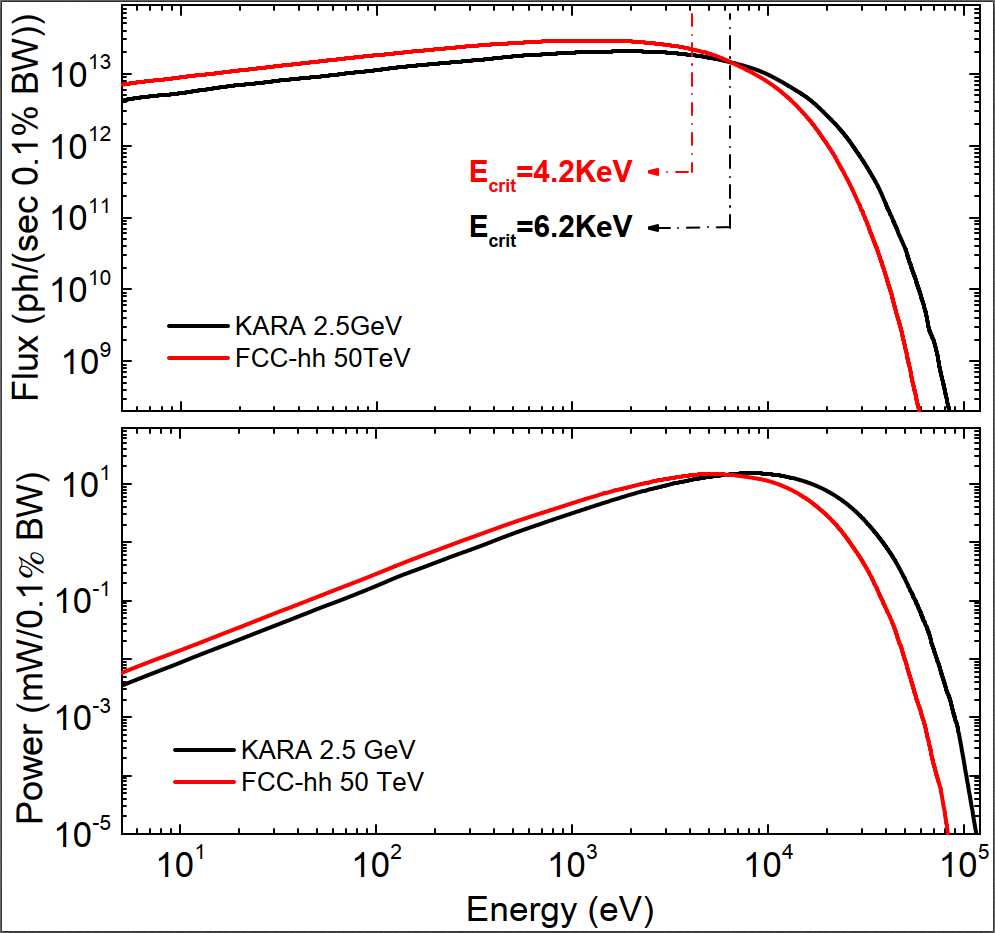 Flux (ph/(sec 0.1% BW))
10^13
10^12
10^11
10^10
10^9
E_crit=4.2KeV
E_crit=6.2KeV
KARA 2.5GeV
FCC-hh 50TeV
Power (mW/0.1% BW)
10^1
10^-1
10^-3
10^-5
KARA 2.5 GeV
FCC-hh 50 TeV
10^1 10^2 10^3 10^4 10^5
Energy (eV)